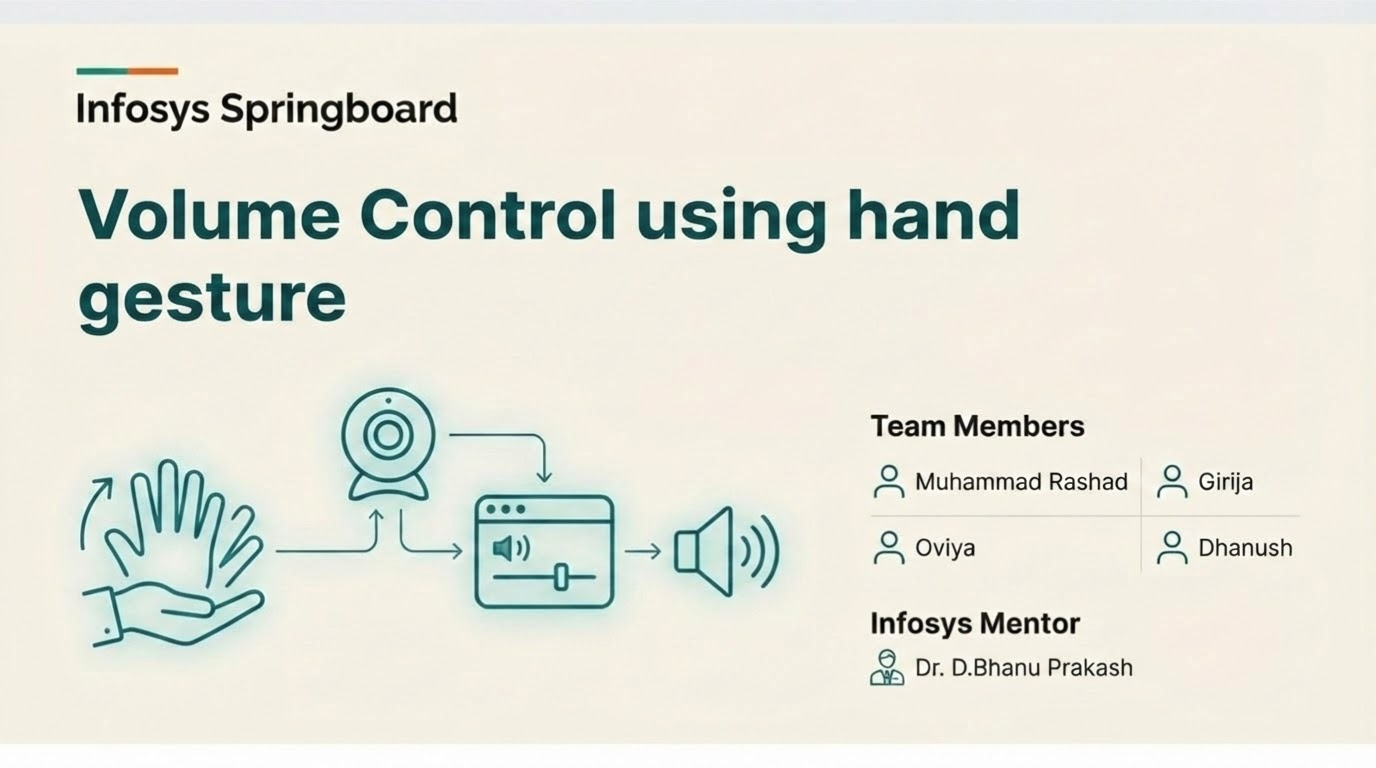 Infosys Springboard
Volume Control using hand
gesture
Team Members
Muhammad Rashad
Girija
Oviya
Dhanush
Infosys Mentor
Dr. D.Bhanu Prakash